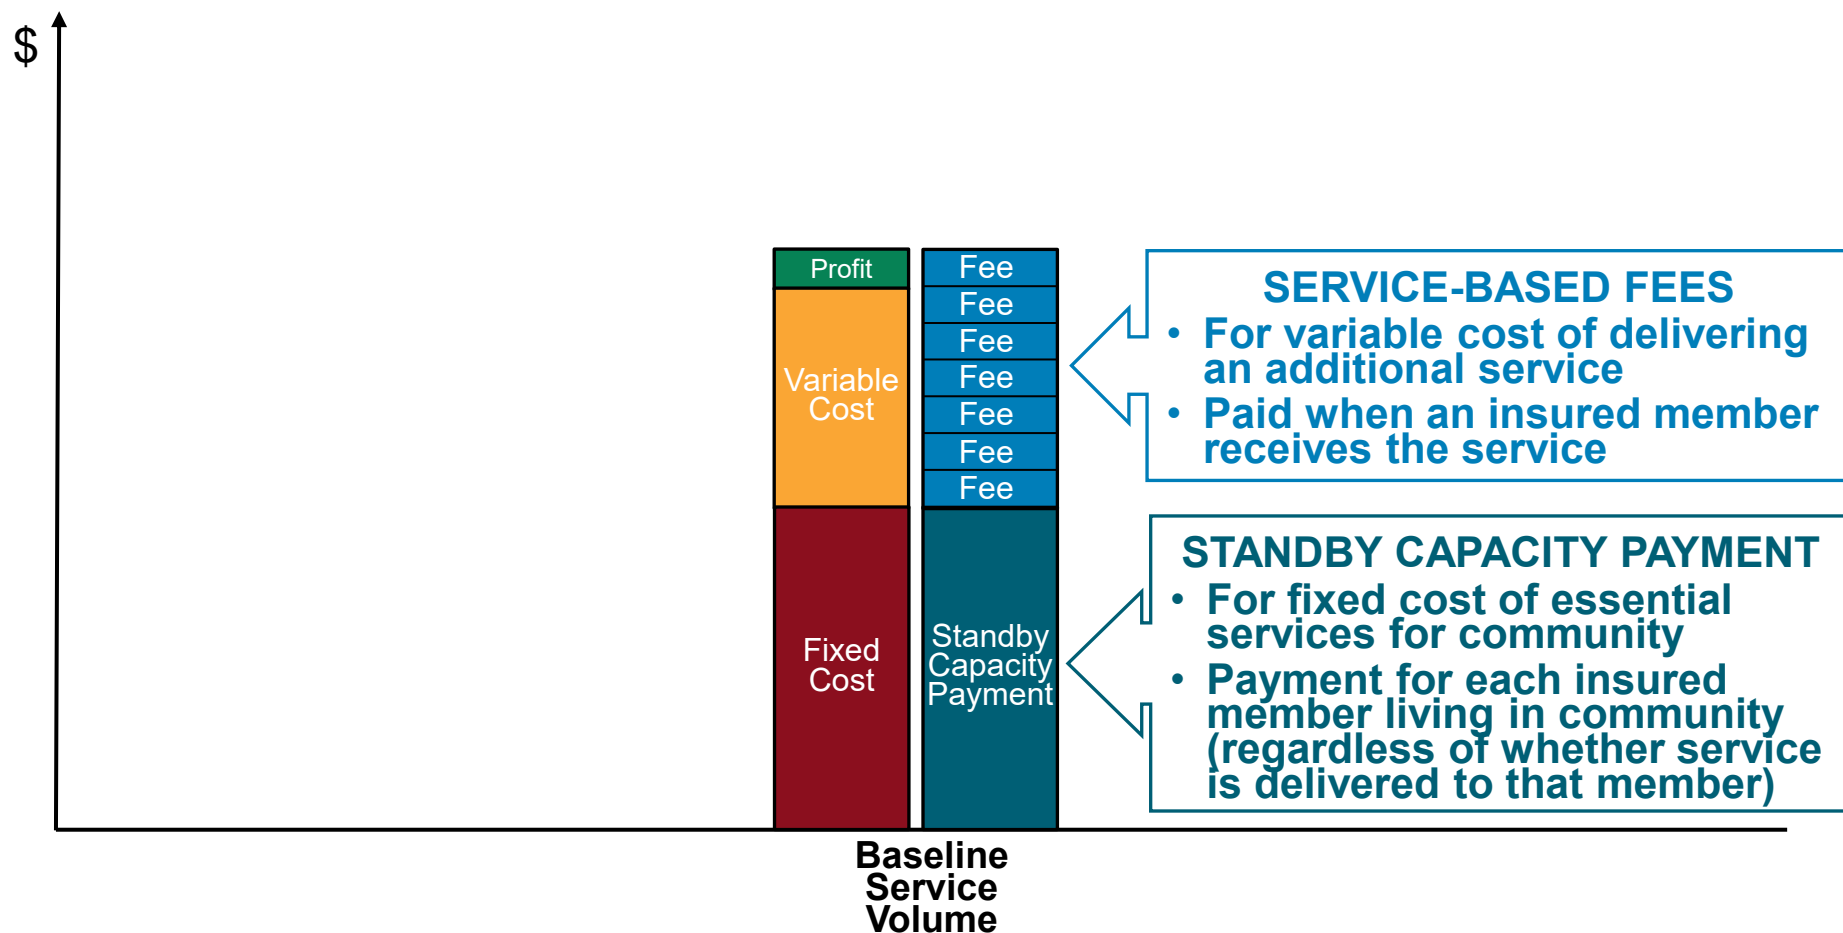 $
Profit
Variable
Cost
Fixed
Cost
Fee
Fee
Fee
Fee
Fee
Fee
Fee
Standby
Capacity
Payment
SERVICE-BASED FEES
• For variable cost of delivering
an additional service
• Paid when an insured member
receives the service
STANDBY CAPACITY PAYMENT
• For fixed cost of essential
services for community
• Payment for each insured
member living in community
(regardless of whether service
is delivered to that member)
Baseline
Service
Volume